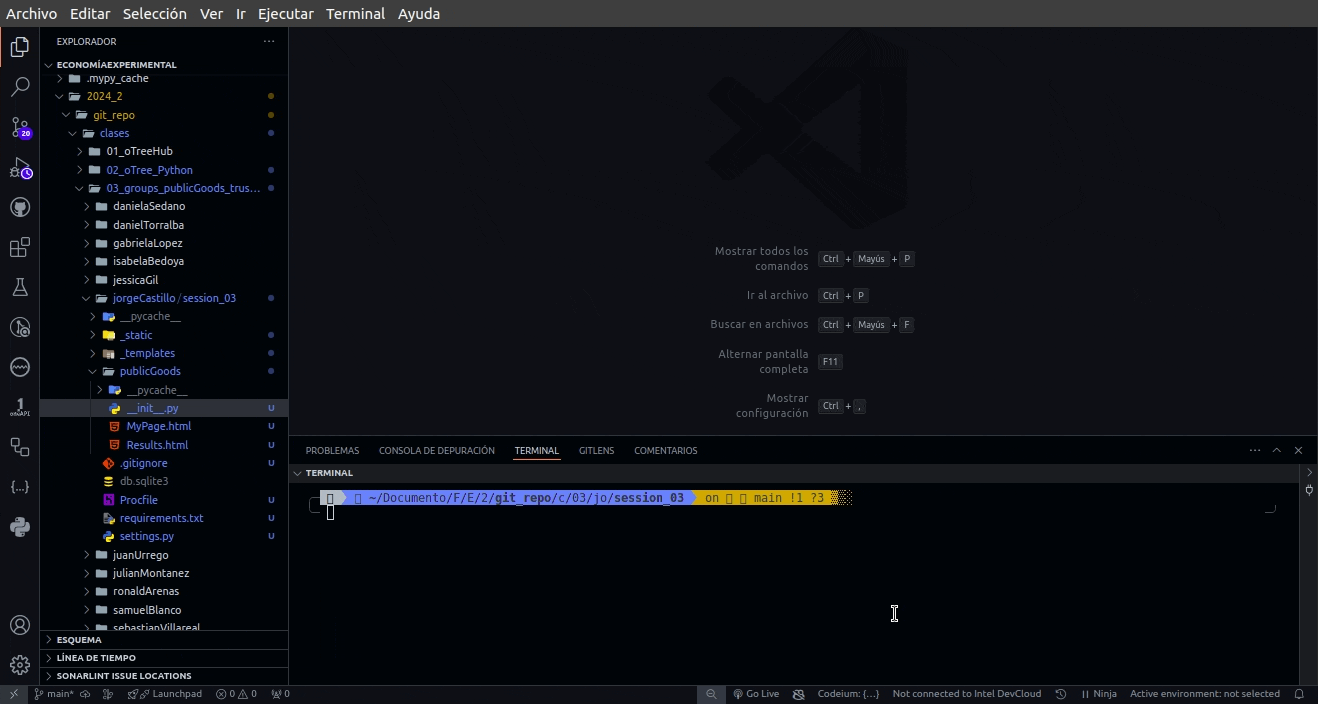 Archivo Editar Selección Ver Ir Ejecutar Terminal Ayuda
EXPLORADOR
ECONOMÍAEXPERIMENTAL
.mypy_cache
2024_2
git_repo
clases
01_oTreeHub
02_oTree_Python
03_groups_publicGoods_trus...
danielaSedano
danielTorralba
gabrielaLopez
isabelaBedoya
jessicaGil
jorgeCastillo / session_03
__pycache__
_static
_templates
publicGoods
__pycache__
__init__.py U
MyPage.html U
Results.html U
.gitignore U
db.sqlite3
Procfile U
requirements.txt U
settings.py U
juanUrrego
julianMontanez
ronaldArenas
samuelBlanco
sebastianVillareal
ESQUEMA
LÍNEA DE TIEMPO
SONARLINT ISSUE LOCATIONS
20
Mostrar todos los comandos Ctrl + Mayús + P
Ir al archivo Ctrl + P
Buscar en archivos Ctrl + Mayús + F
Alternar pantalla completa F11
Mostrar configuración Ctrl + ,
PROBLEMAS CONSOLA DE DEPURACIÓN TERMINAL GITLENS COMENTARIOS
TERMINAL
~/Documento/F/E/2/git_repo/c/03/jo/session_03 on main !1 ?3
main* Launchpad 0 0 0 Go Live Codeium: {...} Not connected to Intel DevCloud Ninja Active environment: not selected